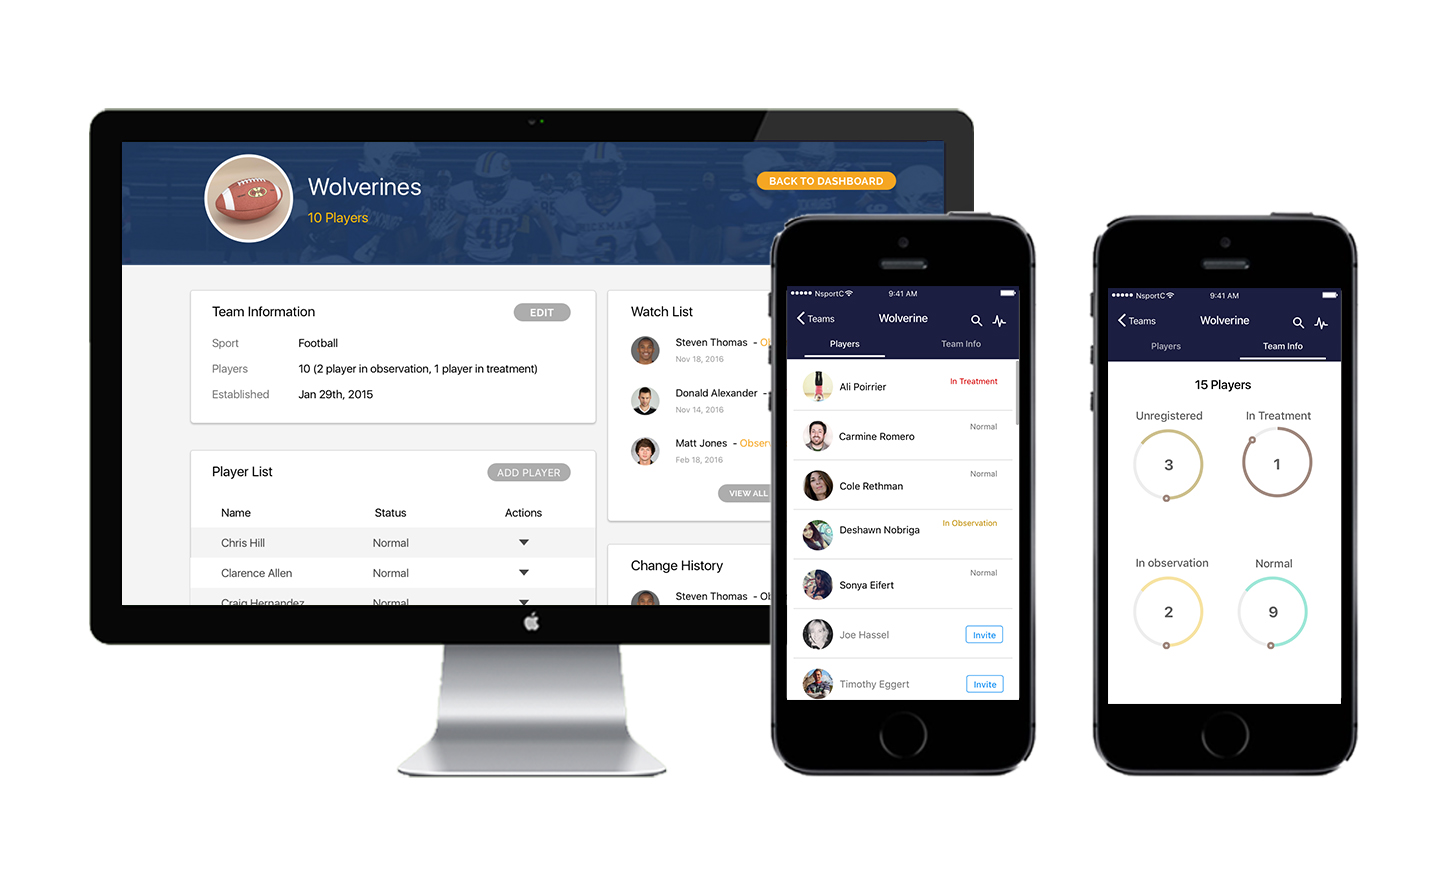 Wolverines
10 Players
BACK TO DASHBOARD
Team Information
EDIT
Sport Football
Players 10 (2 player in observation, 1 player in treatment)
Established Jan 29th, 2015
Player List
ADD PLAYER
Name Status Actions
Chris Hill Normal
Clarence Allen Normal
Craig Hernandez Normal
Watch List
Steven Thomas -
Nov 18, 2016
Donald Alexander -
Nov 14, 2016
Matt Jones - Observ
Feb 18, 2016
VIEW ALL
Change History
Steven Thomas -
NsportC 9:41 AM
Teams Wolverine
Players Team Info
Ali Poirrier In Treatment
Carmine Romero Normal
Cole Rethman Normal
Deshawn Nobriga In Observation
Sonya Eifert Normal
Joe Hassel Invite
Timothy Eggert Invite
NsportC 9:41 AM
Teams Wolverine
Players Team Info
15 Players
Unregistered In Treatment
3 1
In observation Normal
2 9